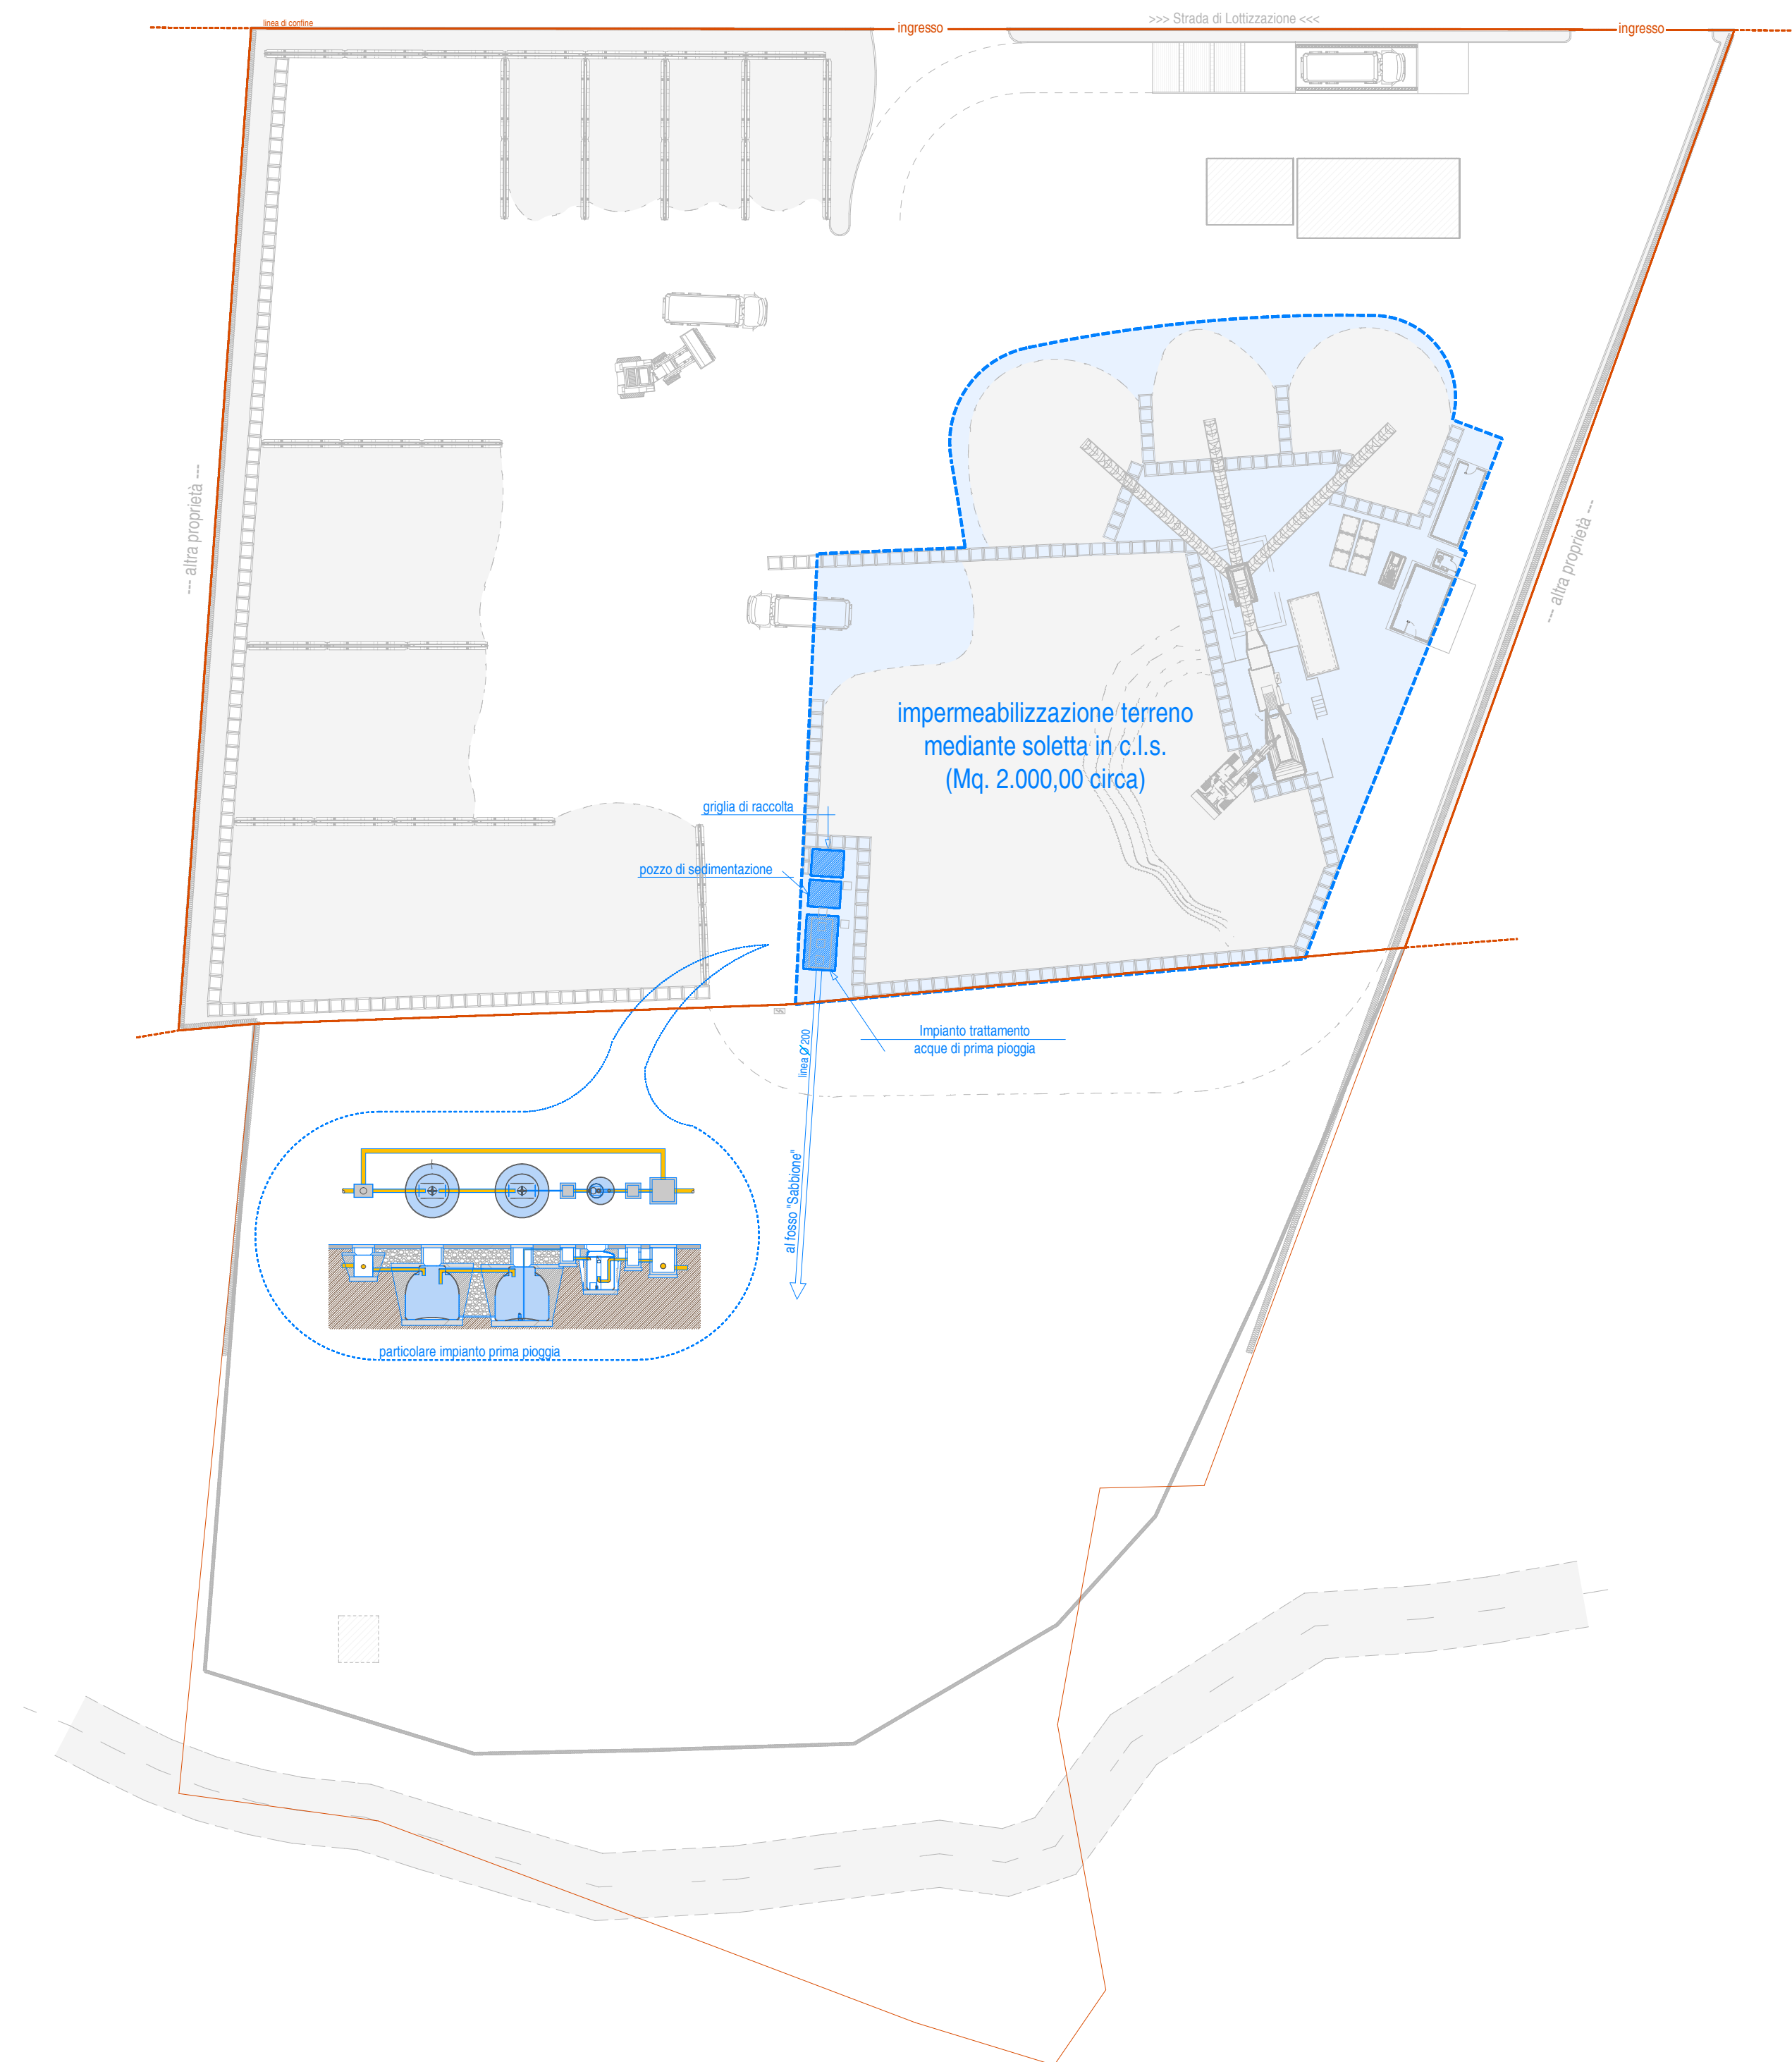 >>> Strada di Lottizzazione <<<
linea di confine
ingresso
ingresso
--- altra proprietà ---
--- altra proprietà ---
impermeabilizzazione terreno
mediante soletta in c.l.s.
(Mq. 2.000,00 circa)
griglia di raccolta
pozzo di sedimentazione
Impianto trattamento
acque di prima pioggia
linea Ø 200
al fosso "Sabbione"
particolare impianto prima pioggia